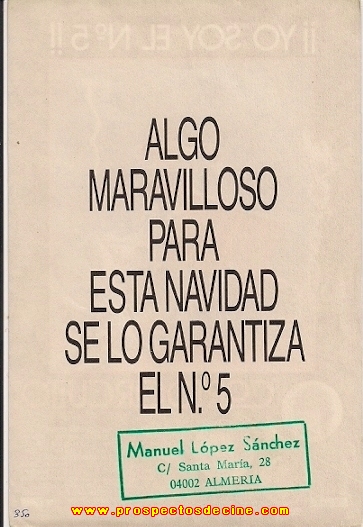 ¡¡ YO SOY EL Nº 5 !!
ALGO
MARAVILLOSO
PARA
ESTA NAVIDAD
SE LO GARANTIZA
EL N.º 5
Manuel López Sánchez
C/ Santa María, 28
04002 ALMERIA
350
www.prospectosdecine.com